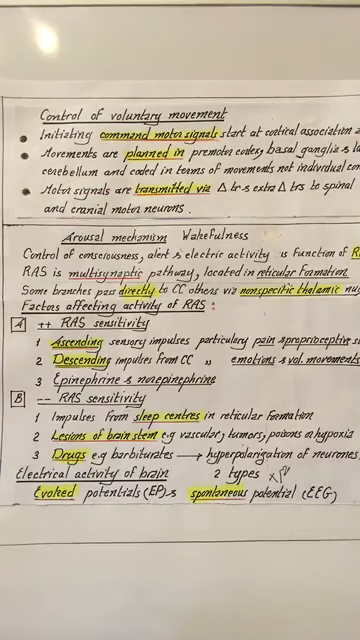 Control of voluntary movement
• Initiating command motor signals start at cortical association a
• Movements are planned in premotor cortex, basal ganglia & la
cerebellum and coded in terms of movements not individual con
• Motor signals are transmitted via Δ trs & extra Δ trs to spinal
and cranial motor neurons.
Arousal mechanism Wakefulness
Control of consciousness, alert & electric activity is function of R
RAS is multisynaptic pathway, located in reticular Formation
Some branches pass directly to CC others via nonspecific thalamic nuc
Factors affecting activity of RAS:
A ++ RAS sensitivity
1 Ascending sensory impulses particulary pain & proprioceptive s
2 Descending impulses from CC ,, emotions & vol. movements
3 Epinephrine & norepinephrine
B -- RAS sensitivity
1 Impulses from sleep centres in reticular formation
2 Lesions of brain stem e.g vascular, tumors, poisons or hypoxia
3 Drugs e.g barbiturates → hyperpolarization of neurones
Electrical activity of brain 2 types
Evoked potentials (EP) & spontaneous potential (EEG)